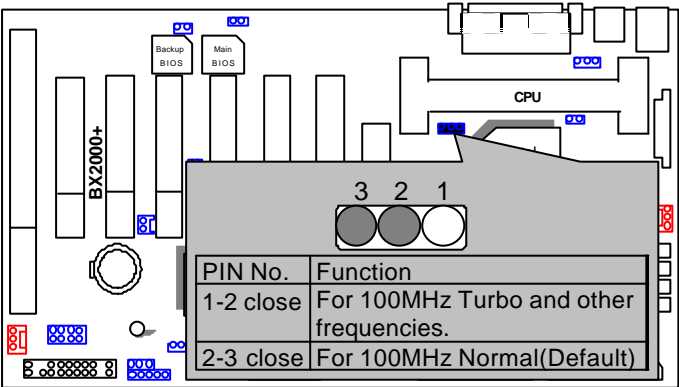 Backup
BIOS
Main
BIOS
CPU
BX2000+
3 2 1
PIN No. Function
1-2 close For 100MHz Turbo and other
frequencies.
2-3 close For 100MHz Normal(Default)